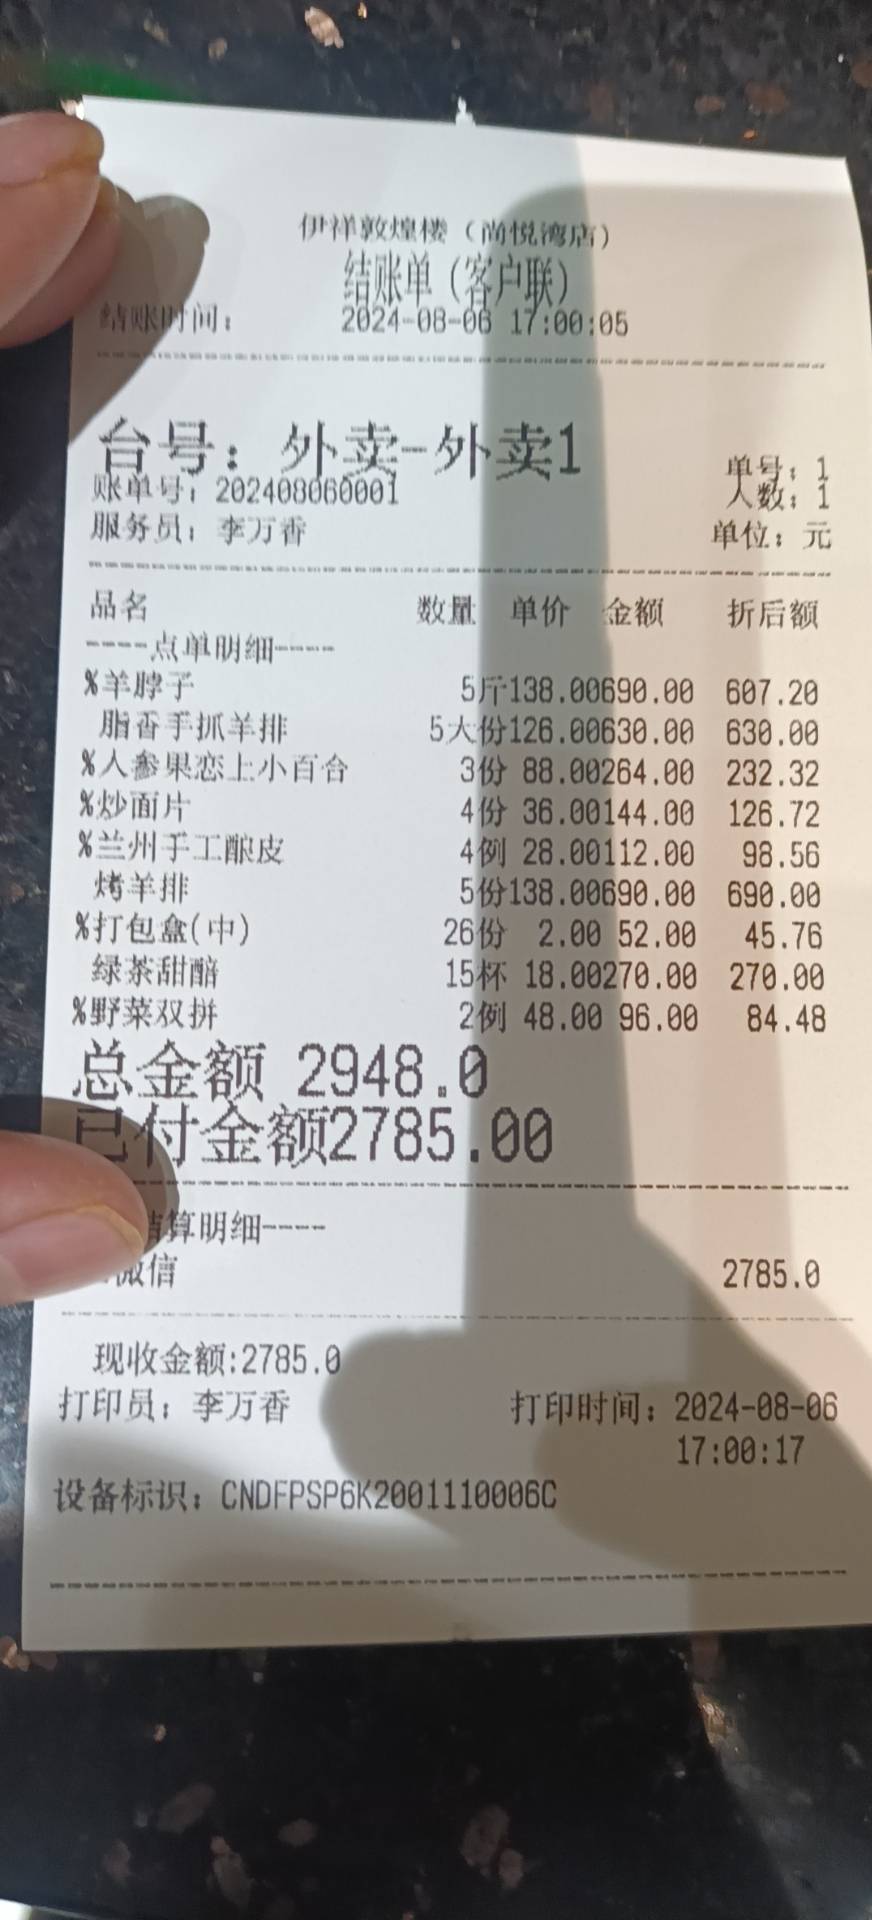 伊祥敦煌楼（尚悦湾店）
结账单（客户联）
结账时间： 2024-08-06 17:00:05
台号：外卖-外卖1
单号：1
账单号：202408060001 人数：1
服务员：李万香 单位：元
品名 数量 单价 金额 折后额
----点单明细----
%羊脖子 5斤138.00690.00 607.20
脂香手抓羊排 5大份126.00630.00 630.00
%人参果恋上小百合 3份 88.00264.00 232.32
%炒面片 4份 36.00144.00 126.72
%兰州手工酿皮 4例 28.00112.00 98.56
烤羊排 5份138.00690.00 690.00
%打包盒(中) 26份 2.00 52.00 45.76
绿茶甜醅 15杯 18.00270.00 270.00
%野菜双拼 2例 48.00 96.00 84.48
总金额 2948.0
已付金额2785.00
结算明细----
微信 2785.0
现收金额:2785.0
打印员：李万香 打印时间：2024-08-06
17:00:17
设备标识：CNDFPSP6K2001110006C